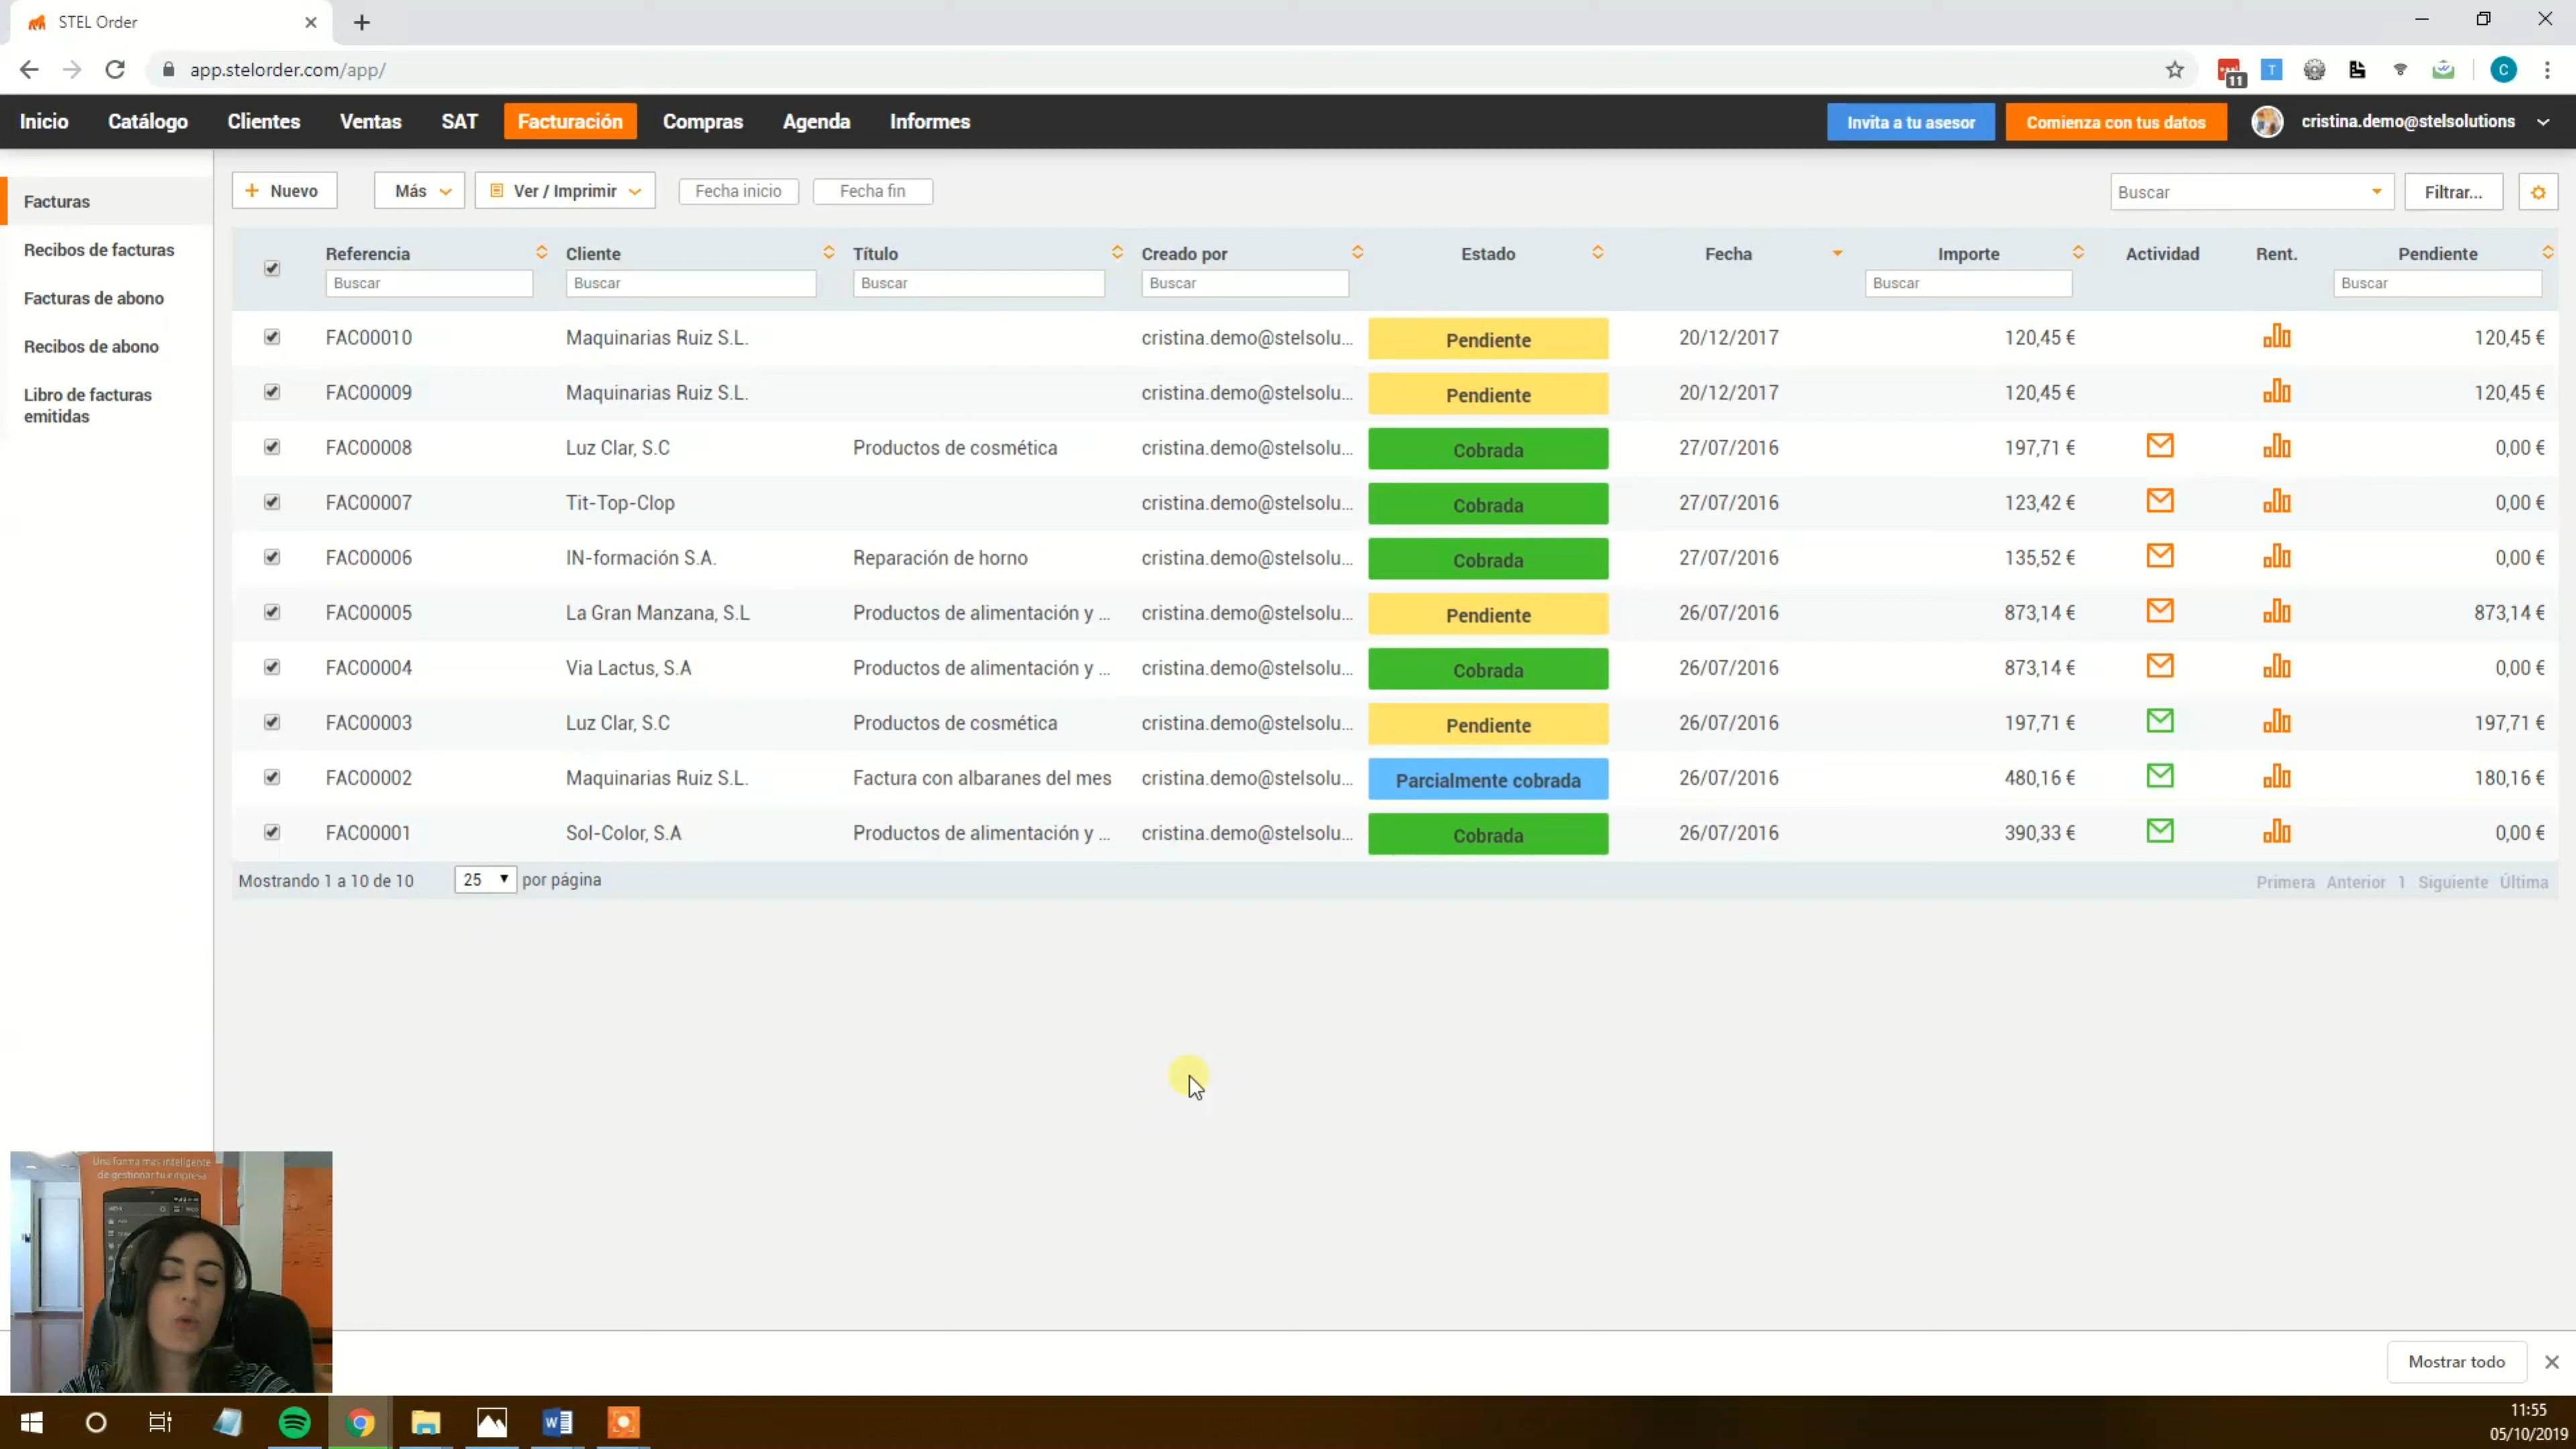 STEL Order
app.stelorder.com/app/
11
T
C
Inicio Catálogo Clientes Ventas SAT Facturación Compras Agenda Informes Invita a tu asesor Comienza con tus datos cristina.demo@stelsolutions
Facturas
Recibos de facturas
Facturas de abono
Recibos de abono
Libro de facturas
emitidas
+ Nuevo Más Ver / Imprimir Fecha inicio Fecha fin Buscar Filtrar...
Referencia Cliente Título Creado por Estado Fecha Importe Actividad Rent. Pendiente
Buscar Buscar Buscar Buscar Buscar Buscar
FAC00010 Maquinarias Ruiz S.L. cristina.demo@stelsolu... Pendiente 20/12/2017 120,45 € 120,45 €
FAC00009 Maquinarias Ruiz S.L. cristina.demo@stelsolu... Pendiente 20/12/2017 120,45 € 120,45 €
FAC00008 Luz Clar, S.C Productos de cosmética cristina.demo@stelsolu... Cobrada 27/07/2016 197,71 € 0,00 €
FAC00007 Tit-Top-Clop cristina.demo@stelsolu... Cobrada 27/07/2016 123,42 € 0,00 €
FAC00006 IN-formación S.A. Reparación de horno cristina.demo@stelsolu... Cobrada 27/07/2016 135,52 € 0,00 €
FAC00005 La Gran Manzana, S.L Productos de alimentación y ... cristina.demo@stelsolu... Pendiente 26/07/2016 873,14 € 873,14 €
FAC00004 Via Lactus, S.A Productos de alimentación y ... cristina.demo@stelsolu... Cobrada 26/07/2016 873,14 € 0,00 €
FAC00003 Luz Clar, S.C Productos de cosmética cristina.demo@stelsolu... Pendiente 26/07/2016 197,71 € 197,71 €
FAC00002 Maquinarias Ruiz S.L. Factura con albaranes del mes cristina.demo@stelsolu... Parcialmente cobrada 26/07/2016 480,16 € 180,16 €
FAC00001 Sol-Color, S.A Productos de alimentación y ... cristina.demo@stelsolu... Cobrada 26/07/2016 390,33 € 0,00 €
Mostrando 1 a 10 de 10 25 por página Primera Anterior 1 Siguiente Última
Una forma mas inteligente
de gestionar tu empresa
Mostrar todo
W
11:55
05/10/2019